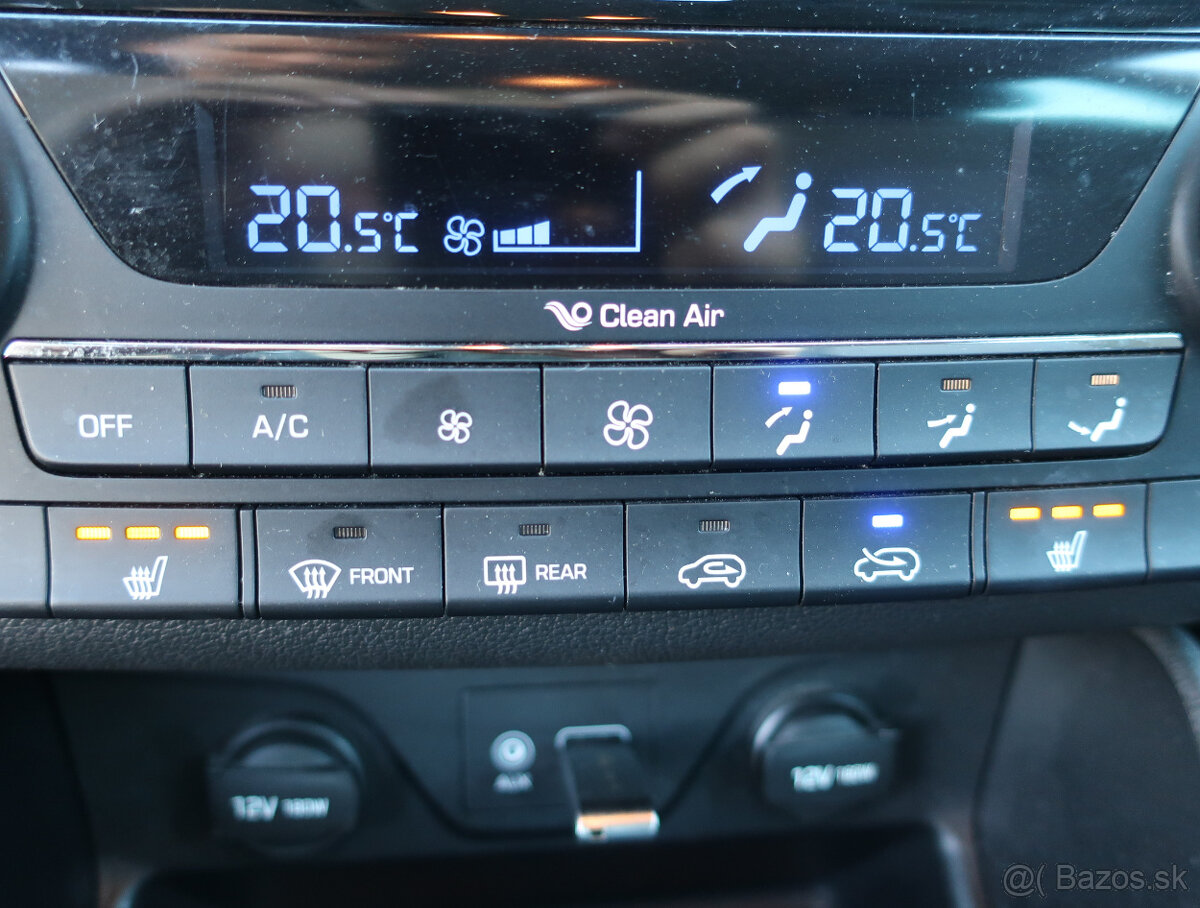 20.5°C 20.5°C
Clean Air
OFF A/C
FRONT REAR
AUX
12V 180W 12V 180W
@( Bazos.sk